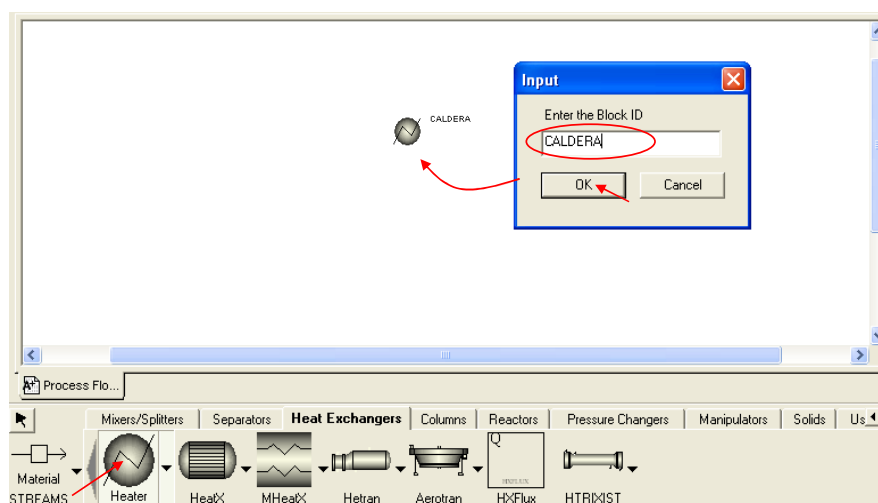 Input
Enter the Block ID
CALDERA
CALDERA
OK Cancel
Process Flo...
Mixers/Splitters Separators Heat Exchangers Columns Reactors Pressure Changers Manipulators Solids Us
Q
Material
STREAMS Heater HeatX MHeatX Hetran Aerotran HXFlux HTRIXIST